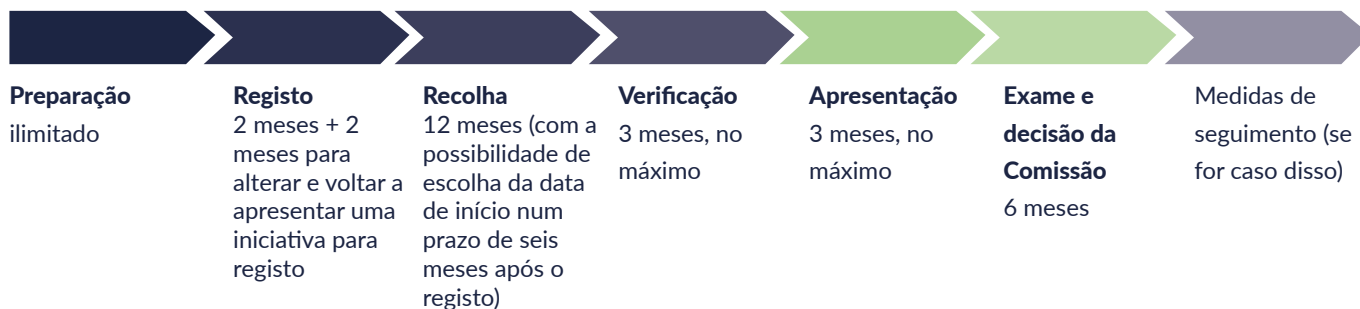 Preparação
ilimitado
Registo
2 meses + 2
meses para
alterar e voltar a
apresentar uma
iniciativa para
registo
Recolha
12 meses (com a
possibilidade de
escolha da data
de início num
prazo de seis
meses após o
registo)
Verificação
3 meses, no
máximo
Apresentação
3 meses, no
máximo
Exame e
decisão da
Comissão
6 meses
Medidas de
seguimento (se
for caso disso)